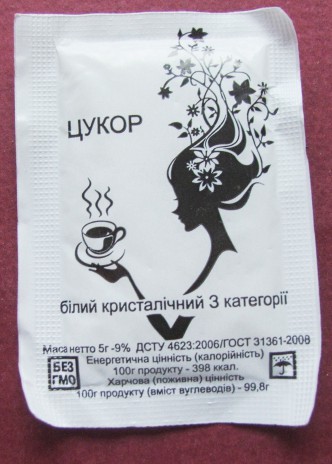 ЦУКОР
білий кристалічний 3 категорії
Маса нетто 5г -9% ДСТУ 4623:2006/ГОСТ 31361-2008
Енергетична цінність (калорійність)
100г продукту - 398 ккал.
Харчова (поживна) цінність
100г продукту (вміст вуглеводів) - 99,8г
БЕЗ
ГМО